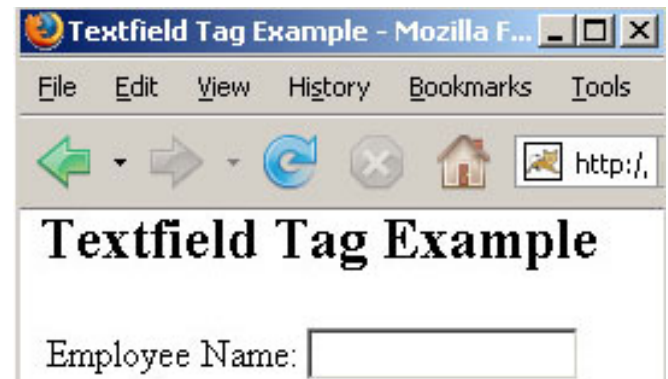 Textfield Tag Example - Mozilla F...
File Edit View History Bookmarks Tools
http:/,
Textfield Tag Example
Employee Name: